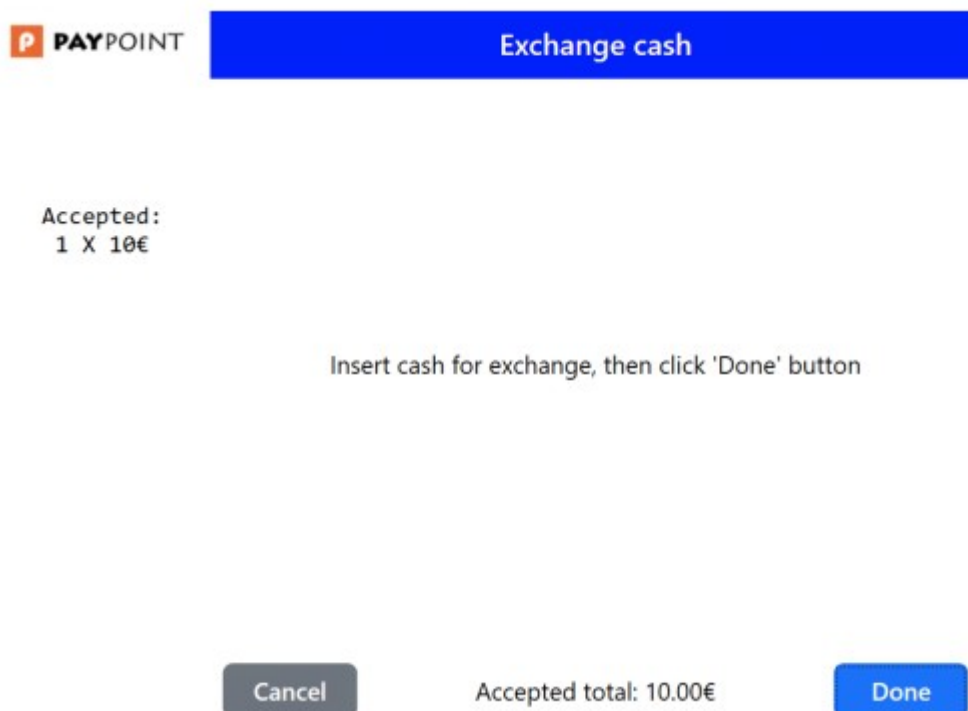 P PAYPOINT
Exchange cash
Accepted:
1 X 10€
Insert cash for exchange, then click 'Done' button
Cancel
Accepted total: 10.00€
Done